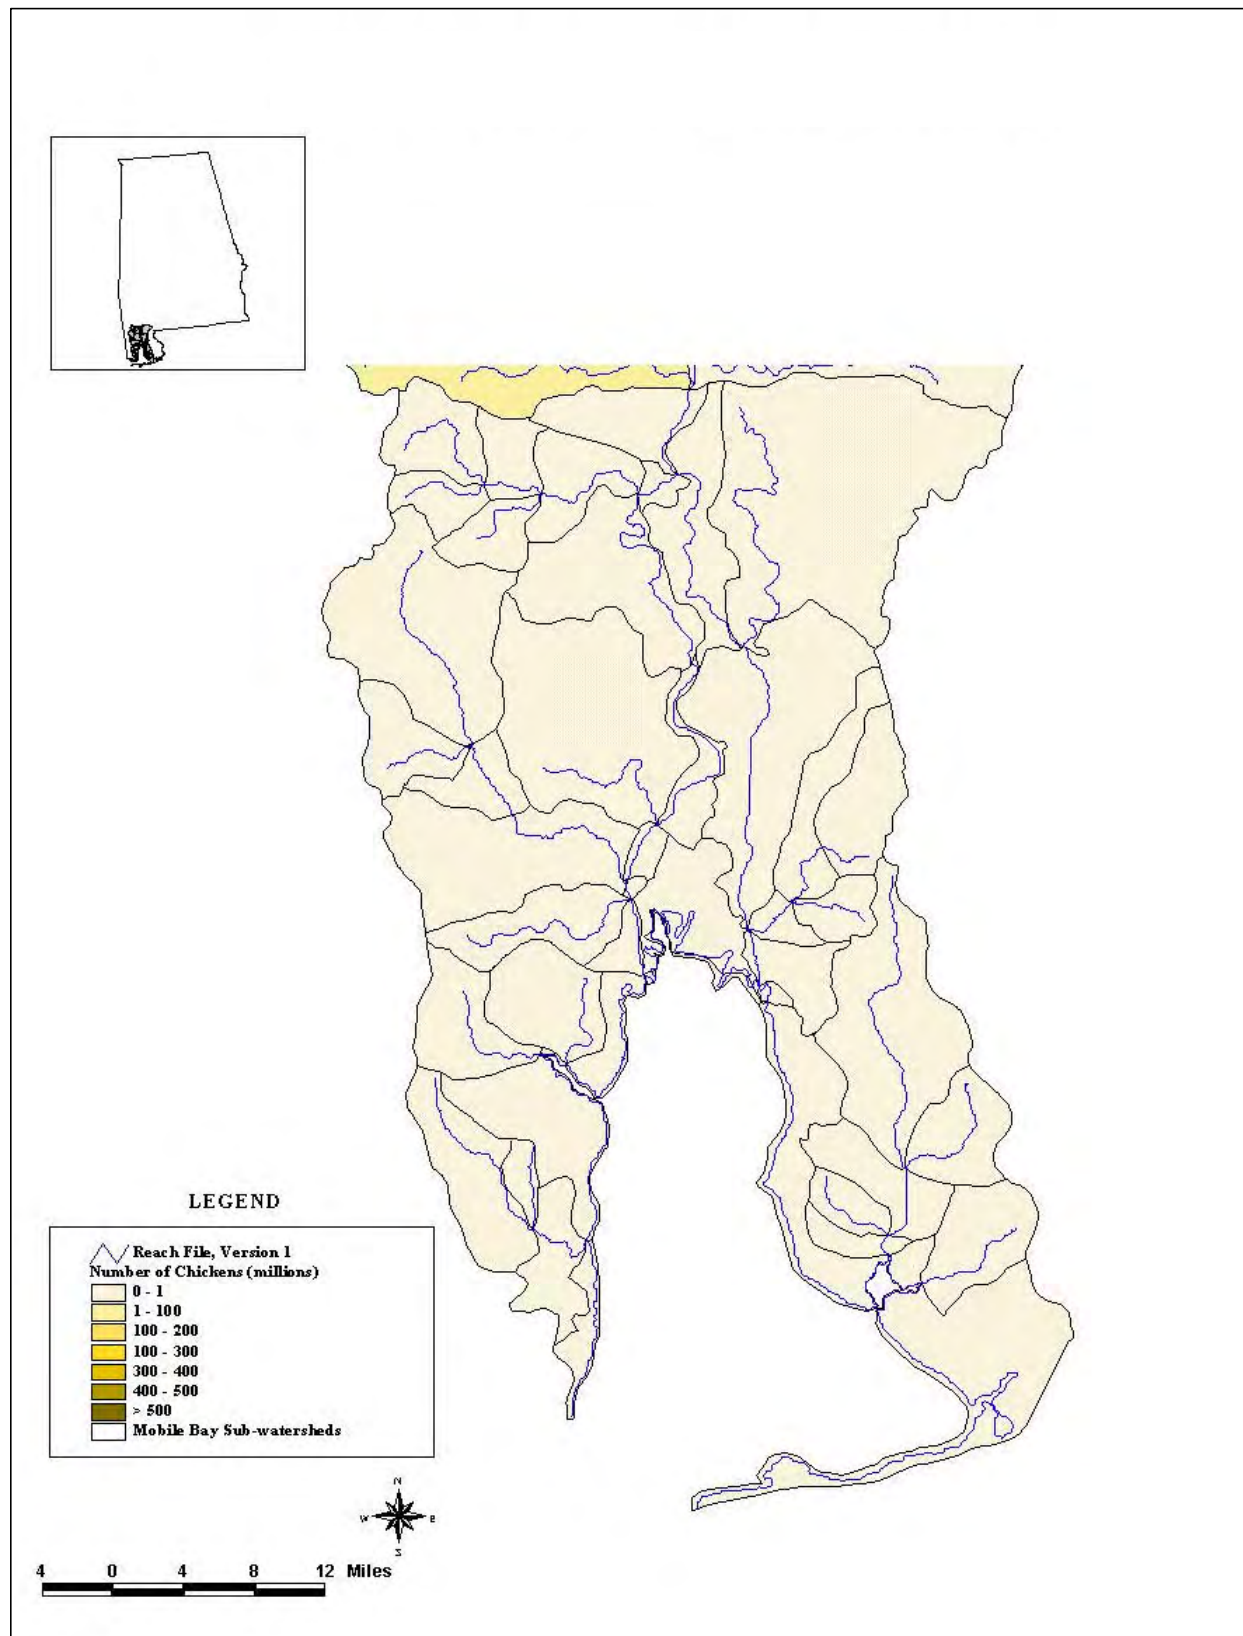 LEGEND
Reach File, Version 1
Number of Chickens (millions)
0 - 1
1 - 100
100 - 200
100 - 300
300 - 400
400 - 500
> 500
Mobile Bay Sub-watersheds
N
W E
S
4 0 4 8 12 Miles